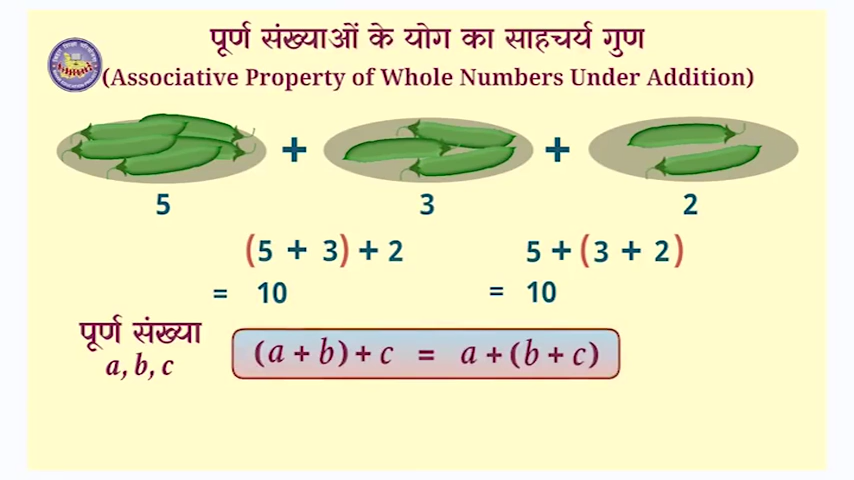 पूर्ण संख्याओं के योग का साहचर्य गुण
(Associative Property of Whole Numbers Under Addition)
+ +
5 3 2
(5 + 3) + 2 5 + (3 + 2)
= 10 = 10
पूर्ण संख्या
a, b, c
(a + b) + c = a + (b + c)